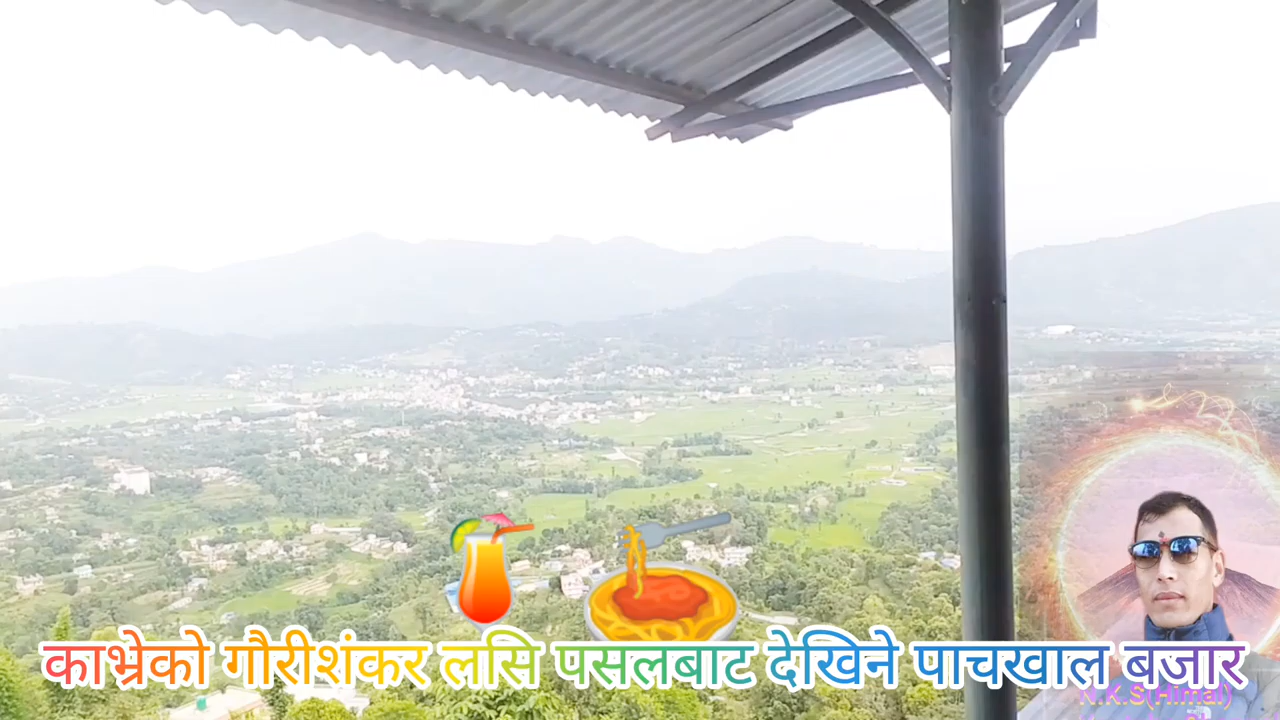 काभ्रेको गौरीशंकर लसि पसलबाट देखिने पाचखाल बजार
N.K.S(Himal)